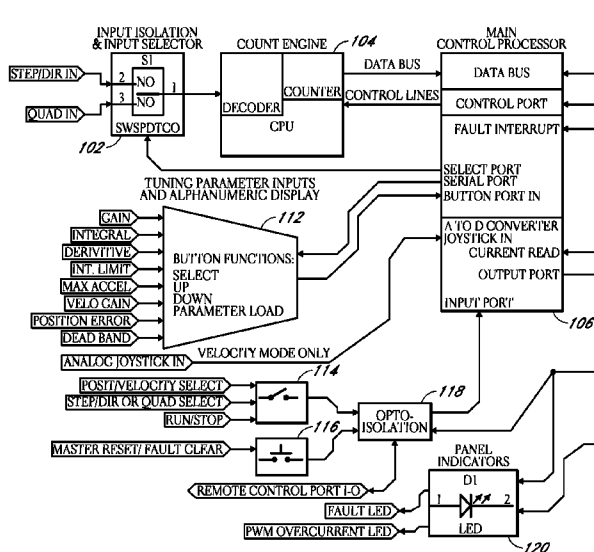 INPUT ISOLATION
& INPUT SELECTOR
S1
STEP/DIR IN
2
NO
1
3
NO
QUAD IN
SWSPDTCO
102
COUNT ENGINE
104
COUNTER
DECODER
CPU
DATA BUS
CONTROL LINES
MAIN
CONTROL PROCESSOR
DATA BUS
CONTROL PORT
FAULT INTERRUPT
SELECT PORT
SERIAL PORT
BUTTON PORT IN
A TO D CONVERTER
JOYSTICK IN
CURRENT READ
OUTPUT PORT
INPUT PORT
106
TUNING PARAMETER INPUTS
AND ALPHANUMERIC DISPLAY
112
GAIN
INTEGRAL
DERIVITIVE
INT. LIMIT
MAX ACCEL
VELO GAIN
POSITION ERROR
DEAD BAND
BUTTON FUNCTIONS:
SELECT
UP
DOWN
PARAMETER LOAD
ANALOG JOYSTICK IN
VELOCITY MODE ONLY
POSIT/VELOCITY SELECT
STEP/DIR OR QUAD SELECT
RUN/STOP
114
MASTER RESET/ FAULT CLEAR
116
118
OPTO-
ISOLATION
REMOTE CONTROL PORT I-O
PANEL
INDICATORS
D1
1
2
LED
FAULT LED
PWM OVERCURRENT LED
120